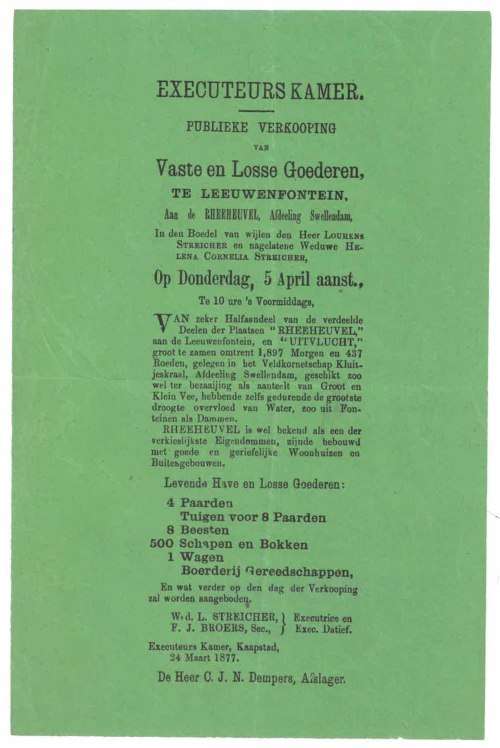 EXECUTEURS KAMER.
PUBLIEKE VERKOOPING
VAN
Vaste en Losse Goederen,
TE LEEUWENFONTEIN,
Aan de RHEEHEUVEL, Afdeeling Swellendam,
In den Boedel van wijlen den Heer LOURENS
STREICHER en nagelatene Weduwe HE-
LENA CORNELIA STREICHER,
Op Donderdag, 5 April aanst.,
Te 10 ure 's Voormiddags,
VAN zeker Halfaandeel van de verdeelde
Deelen der Plaatsen "RHEEHEUVEL,"
aan de Leeuwenfontein, en "UITVLUCHT,"
groot te zamen omtrent 1,897 Morgen en 437
Roeden, gelegen in het Veldkornetschap Kluit-
jeskraal, Afdeeling Swellendam, geschikt zoo
wel ter bezaaijing als aanteelt van Groot en
Klein Vee, hebbende zelfs gedurende de grootste
droogte overvloed van Water, zoo uit Fon-
teinen als Dammen.
RHEEHEUVEL is wel bekend als een der
verkieslijkste Eigendommen, zijnde bebouwd
met goede en geriefelijke Woonhuizen en
Buitengebouwen.
Levende Have en Losse Goederen:
4 Paarden
Tuigen voor 8 Paarden
8 Beesten
500 Schapen en Bokken
1 Wagen
Boerderij Gereedschappen,
En wat verder op den dag der Verkooping
zal worden aangeboden.
Wed. L. STREICHER, } Executrice en
F. J. BROERS, Sec., } Exec. Datief.
Executeurs Kamer, Kaapstad,
24 Maart 1877.
De Heer C. J. N. Dempers, Afslager.